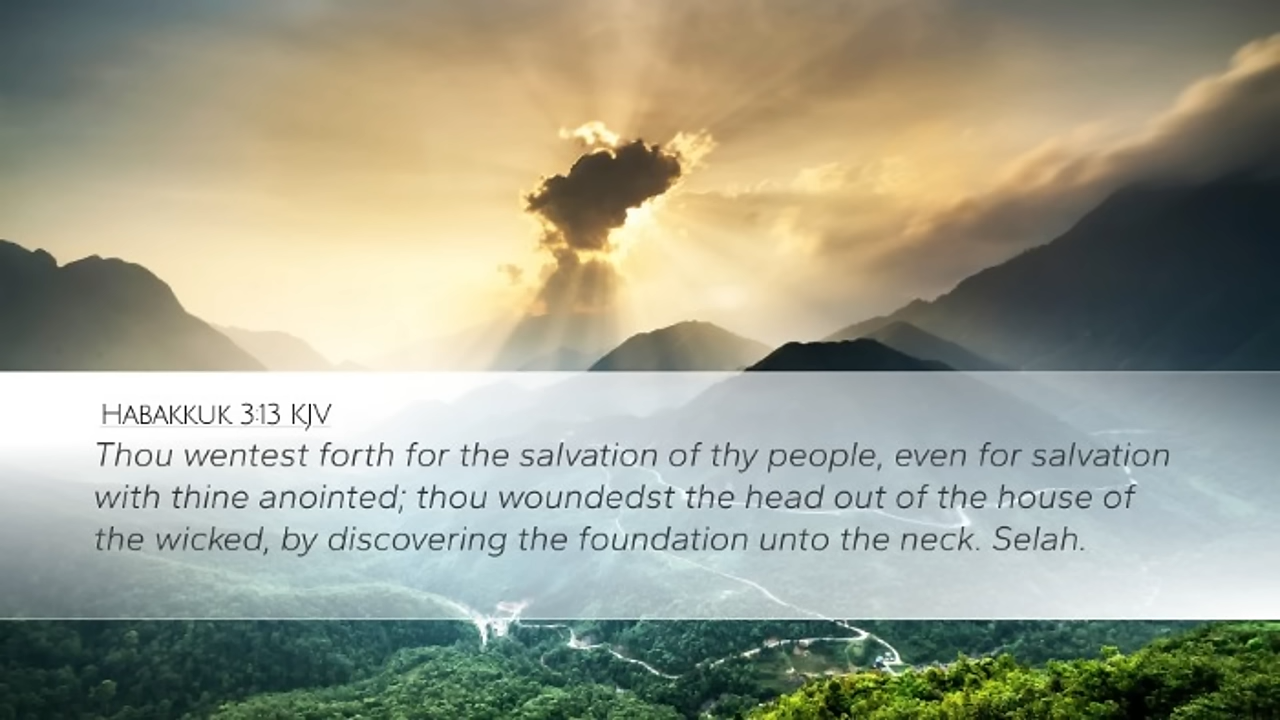 Habakkuk 3:13 KJV
Thou wentest forth for the salvation of thy people, even for salvation
with thine anointed; thou woundedst the head out of the house of
the wicked, by discovering the foundation unto the neck. Selah.